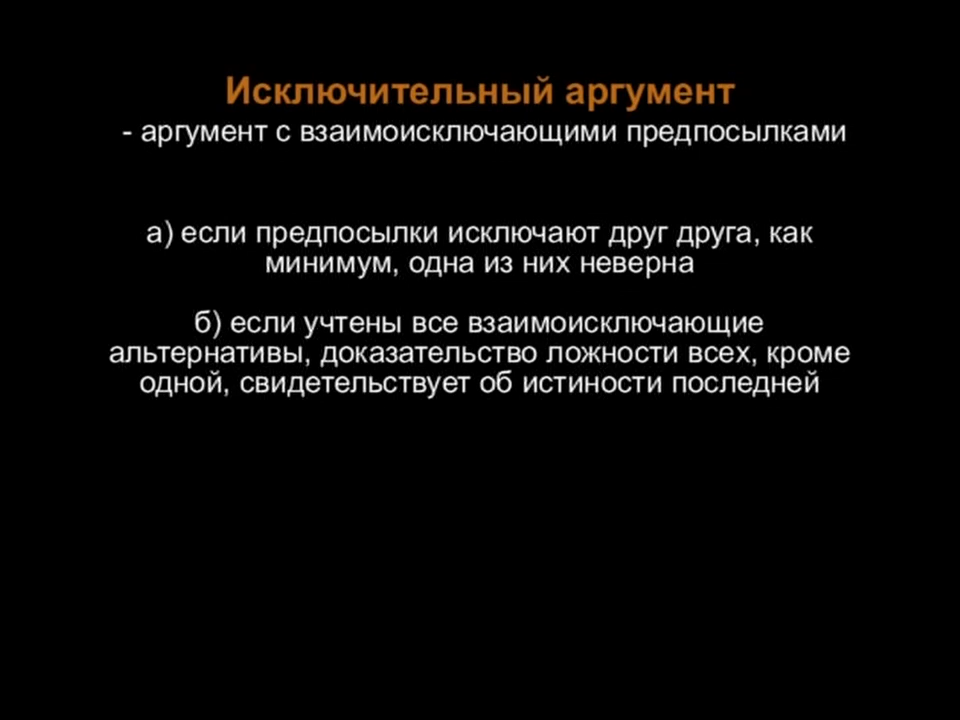 Исключительный аргумент
- аргумент с взаимоисключающими предпосылками
а) если предпосылки исключают друг друга, как
минимум, одна из них неверна
б) если учтены все взаимоисключающие
альтернативы, доказательство ложности всех, кроме
одной, свидетельствует об истиности последней